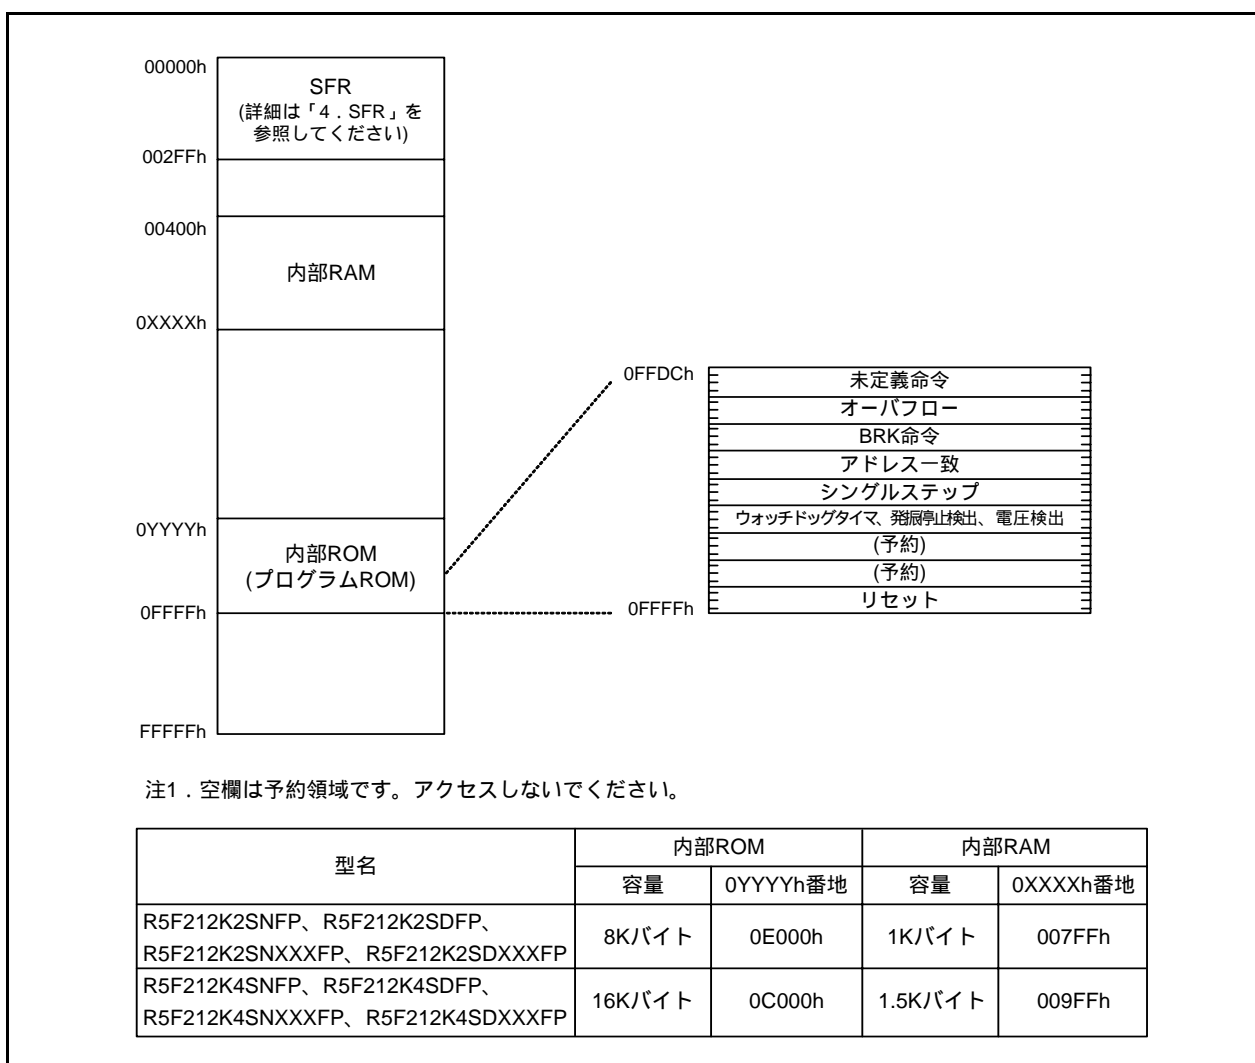 00000h
SFR
(詳細は「4．SFR」を
参照してください)
002FFh
00400h
内部RAM
0XXXXh
0YYYYh
内部ROM
(プログラムROM)
0FFFFh
FFFFFh
0FFDCh
未定義命令
オーバフロー
BRK命令
アドレス一致
シングルステップ
ウォッチドッグタイマ、発振停止検出、電圧検出
(予約)
(予約)
0FFFFh
リセット
注1．空欄は予約領域です。アクセスしないでください。
型名 内部ROM 内部RAM
容量 0YYYYh番地 容量 0XXXXh番地
R5F212K2SNFP、R5F212K2SDFP、
R5F212K2SNXXXFP、R5F212K2SDXXXFP
8Kバイト 0E000h 1Kバイト 007FFh
R5F212K4SNFP、R5F212K4SDFP、
R5F212K4SNXXXFP、R5F212K4SDXXXFP
16Kバイト 0C000h 1.5Kバイト 009FFh